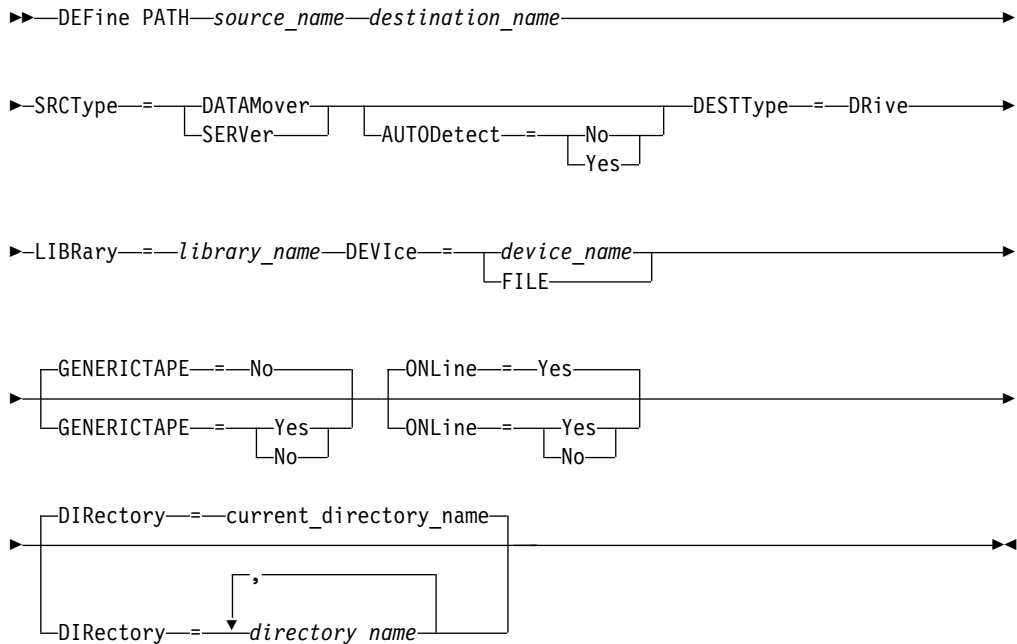 DEFine PATH source_name destination_name
SRCType = DATAMover DESTType = DRive
SERVer AUTODetect = No
Yes
LIBRary = library_name DEVIce = device_name
FILE
GENERICTAPE = No ONLine = Yes
GENERICTAPE = Yes ONLine = Yes
No No
DIRectory = current_directory_name
,
DIRectory = directory_name